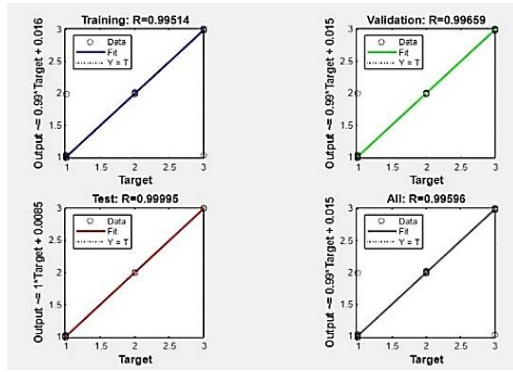 Training: R=0.99514
Output ~= 0.99*Target + 0.016
3
2.5
2
1.5
1
Data
Fit
Y = T
1 1.5 2 2.5 3
Target
Validation: R=0.99659
Output ~= 0.99*Target + 0.015
3
2.5
2
1.5
1
Data
Fit
Y = T
1 1.5 2 2.5 3
Target
Test: R=0.99995
Output ~= 1*Target + 0.0085
3
2.5
2
1.5
1
Data
Fit
Y = T
1 1.5 2 2.5 3
Target
All: R=0.99596
Output ~= 0.99*Target + 0.015
3
2.5
2
1.5
1
Data
Fit
Y = T
1 1.5 2 2.5 3
Target